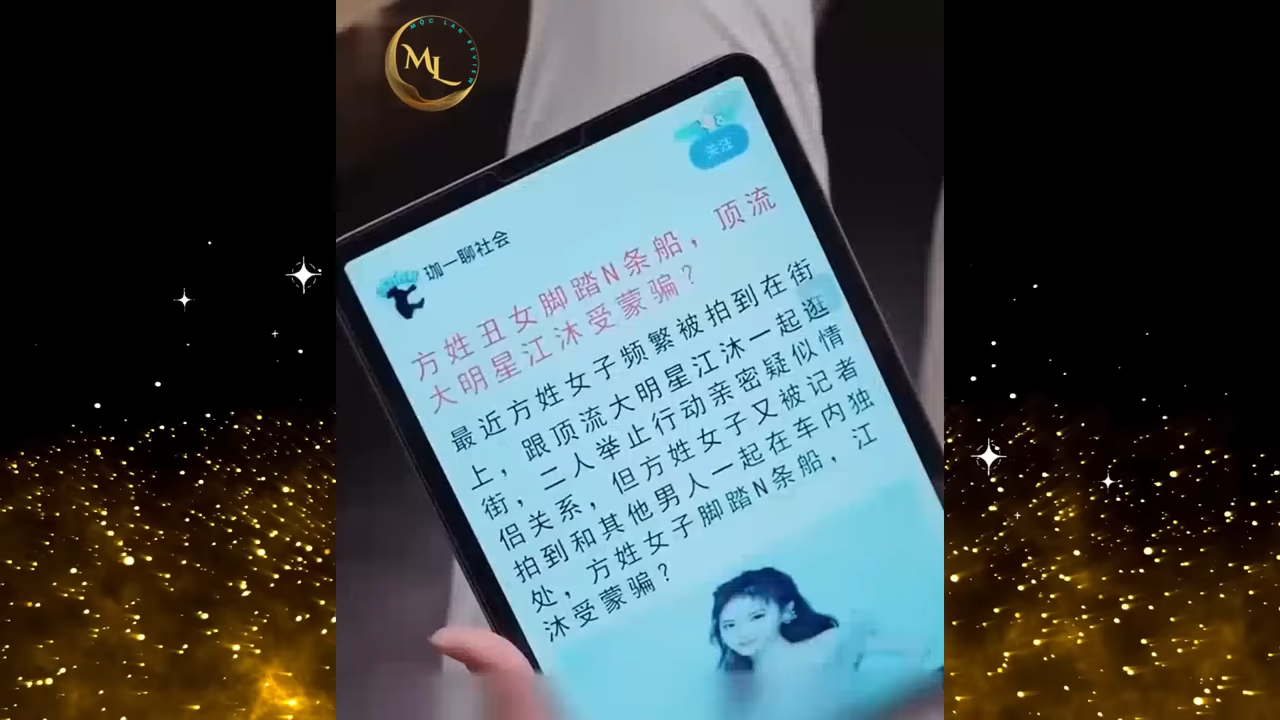 MỘC LAN REVIEW
ML
关注
珈一聊社会
方姓丑女脚踏N条船，顶流
大明星江沐受蒙骗？
最近方姓女子频繁被拍到在街
上，跟顶流大明星江沐一起逛
街，二人举止行动亲密疑似情
侣关系，但方姓女子又被记者
拍到和其他男人一起在车内独
处，方姓女子脚踏N条船，江
沐受蒙骗？